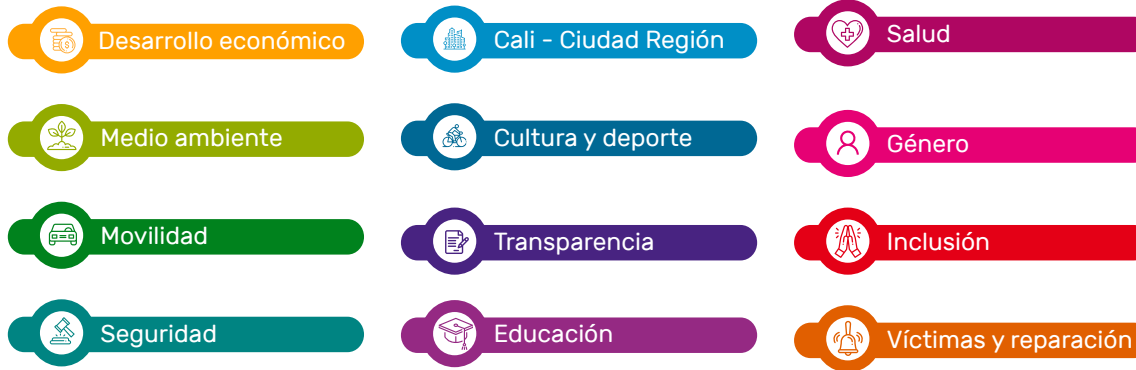 Desarrollo económico
Medio ambiente
Movilidad
Seguridad
Cali - Ciudad Región
Cultura y deporte
Transparencia
Educación
Salud
Género
Inclusión
Víctimas y reparación